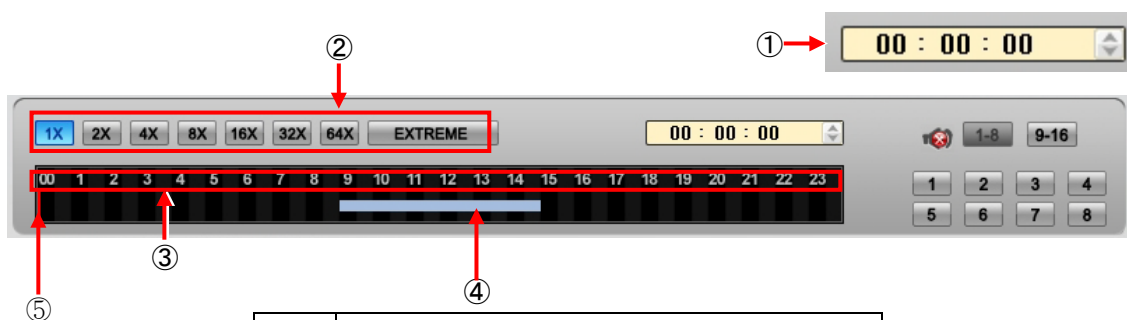 ② ① 00 : 00 : 00
1X 2X 4X 8X 16X 32X 64X EXTREME 00 : 00 : 00 1-8 9-16
00 1 2 3 4 5 6 7 8 9 10 11 12 13 14 15 16 17 18 19 20 21 22 23
1 2 3 4
5 6 7 8
③
④
⑤